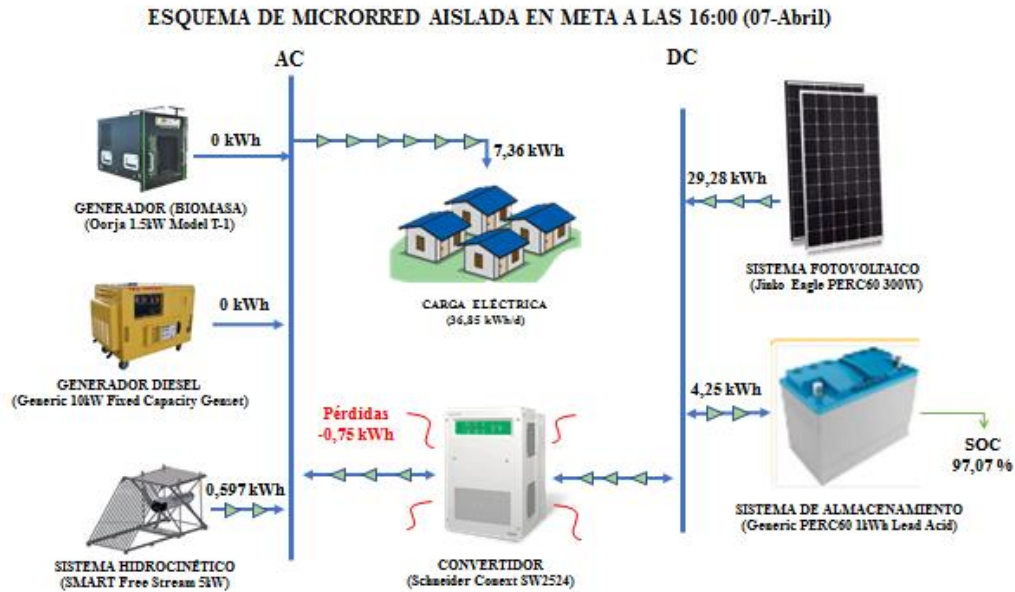 ESQUEMA DE MICRORRED AISLADA EN META A LAS 16:00 (07-Abril)
AC
DC
0 kWh
7,36 kWh
29,28 kWh
GENERADOR (BIOMASA)
(Oorja 1.5kW Model T-1)
SISTEMA FOTOVOLTAICO
(Jinko Eagle PERC60 300W)
CARGA ELÉCTRICA
(36,85 kWh/d)
0 kWh
GENERADOR DIESEL
(Generic 10kW Fixed Capacity Genset)
4,25 kWh
Pérdidas
-0,75 kWh
SOC
97,07 %
0,597 kWh
SISTEMA DE ALMACENAMIENTO
(Generic PERC60 1kWh Lead Acid)
SISTEMA HIDROCINÉTICO
(SMART Free Stream 5kW)
CONVERTIDOR
(Schneider Conext SW2524)